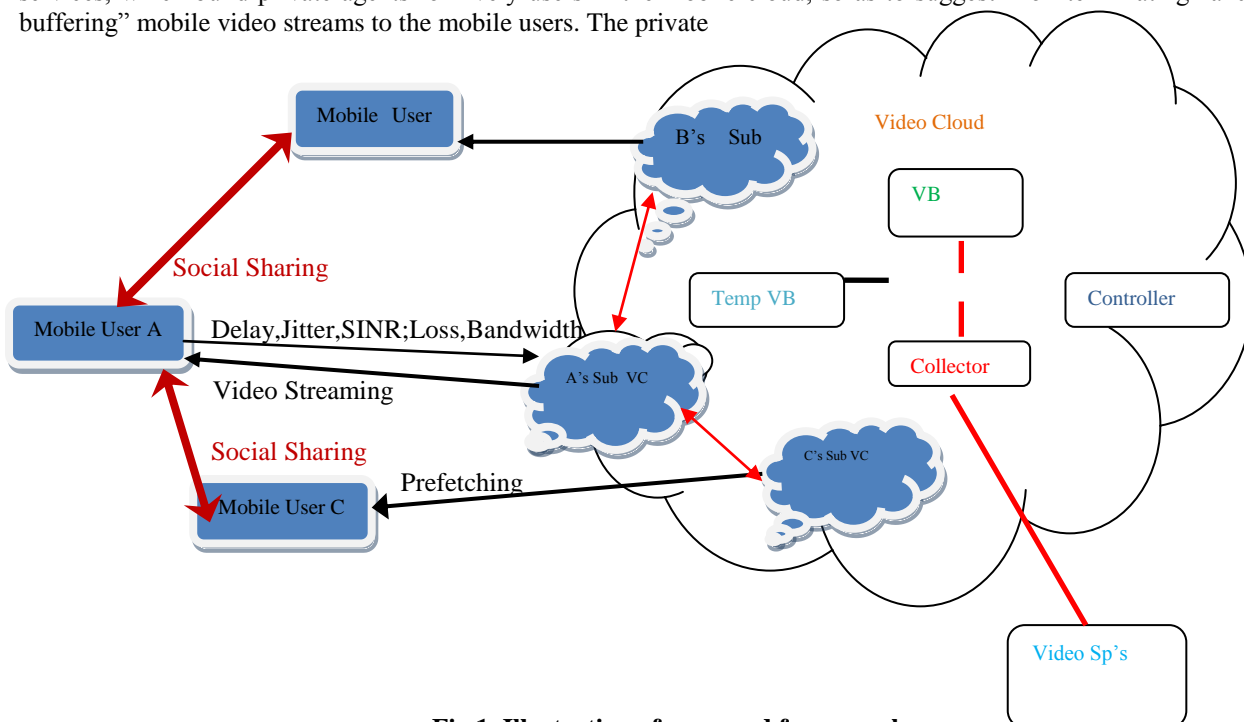 buffering” mobile video streams to the mobile users. The private
Mobile User
B’s Sub
Video Cloud
VB
Social Sharing
Temp VB
Controller
Mobile User A
Delay,Jitter,SINR;Loss,Bandwidth
Collector
A’s Sub VC
Video Streaming
Social Sharing
C’s Sub VC
Prefetching
Mobile User C
Video Sp’s